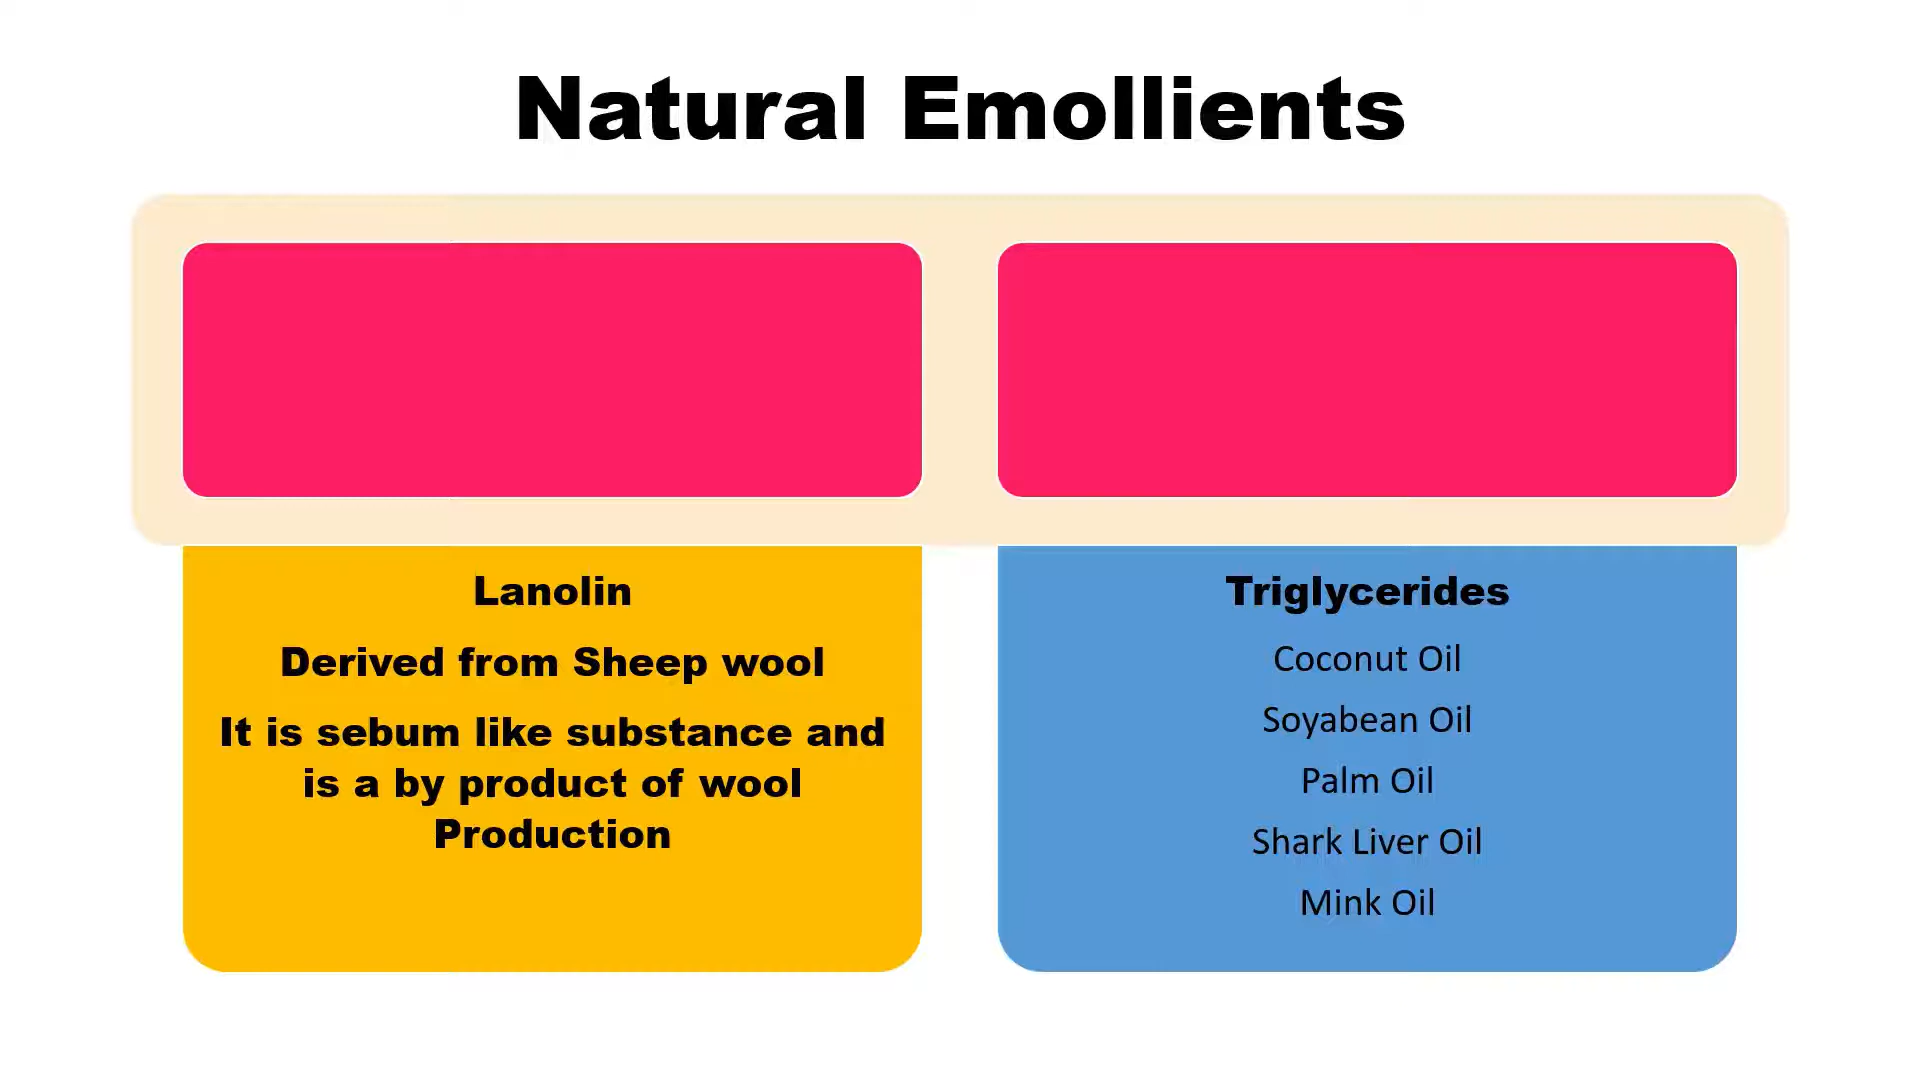 Natural Emollients
Lanolin
Derived from Sheep wool
It is sebum like substance and
is a by product of wool
Production
Triglycerides
Coconut Oil
Soyabean Oil
Palm Oil
Shark Liver Oil
Mink Oil